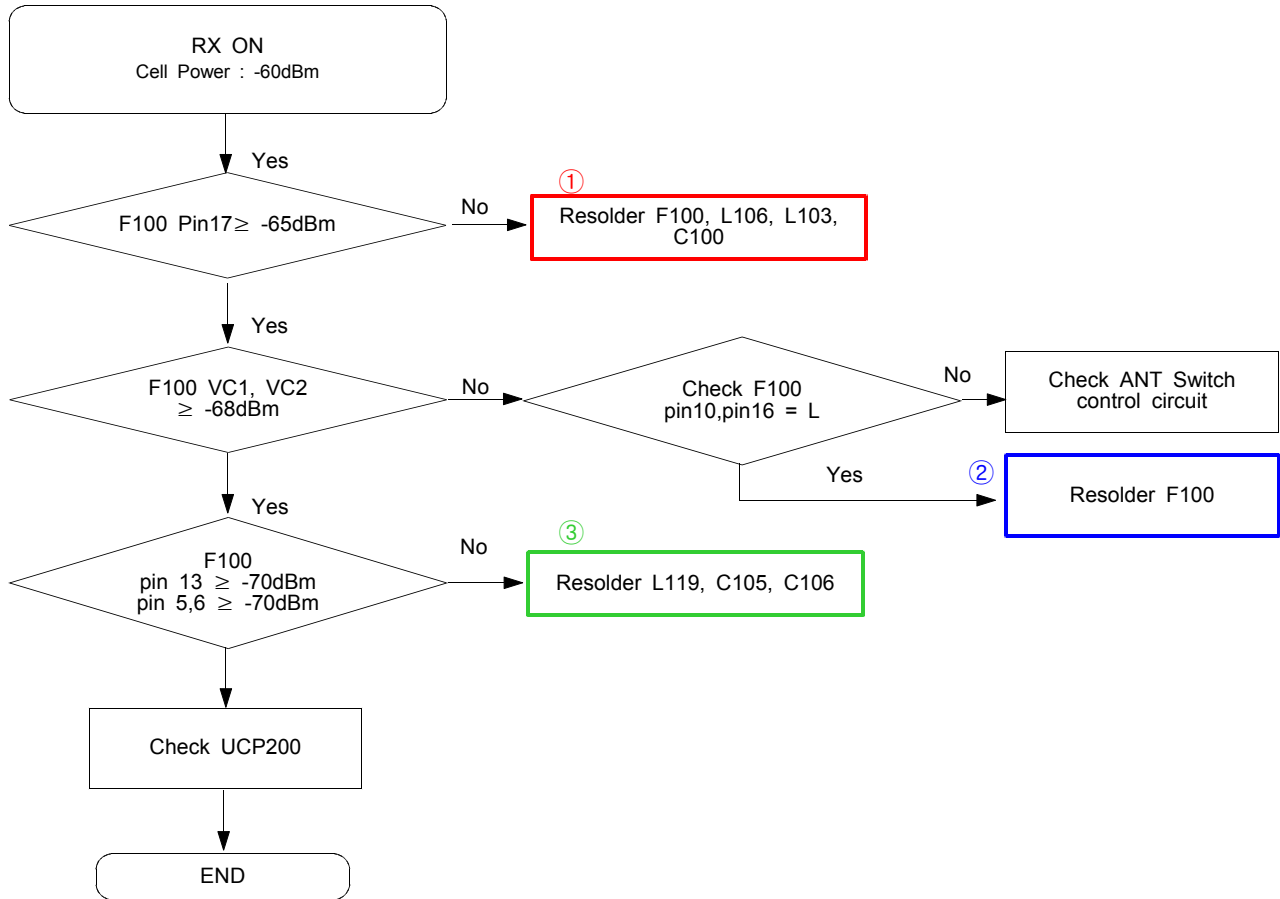 RX ON
Cell Power : -60dBm
Yes
F100 Pin17≥ -65dBm
No
①
Resolder F100, L106, L103,
C100
Yes
F100 VC1, VC2
≥ -68dBm
No
Check F100
pin10,pin16 = L
No
Check ANT Switch
control circuit
Yes
②
Resolder F100
Yes
F100
pin 13 ≥ -70dBm
pin 5,6 ≥ -70dBm
No
③
Resolder L119, C105, C106
Check UCP200
END